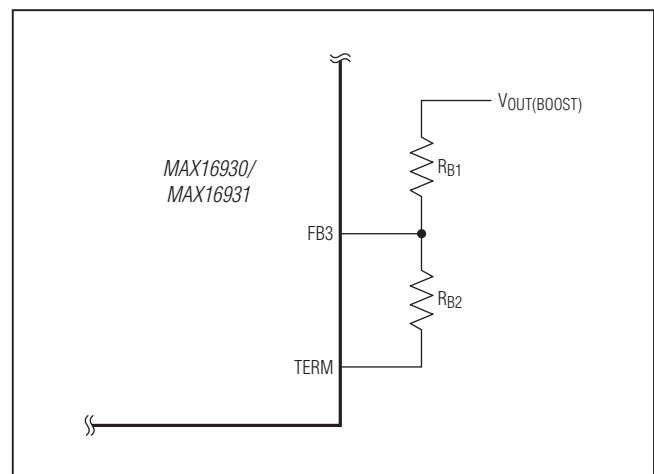 VOUT(BOOST)
RB1
MAX16930/
MAX16931
FB3
RB2
TERM